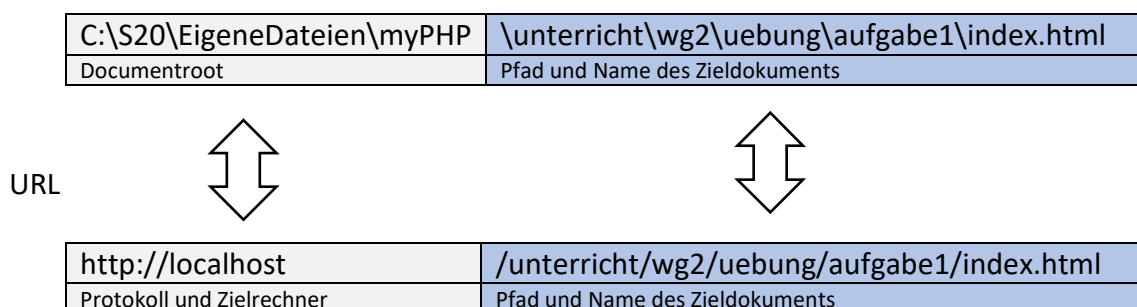 C:\S20\EigeneDateien\myPHP \unterricht\wg2\uebung\aufgabe1\index.html
Documentroot Pfad und Name des Zieldokuments
URL
http://localhost /unterricht/wg2/uebung/aufgabe1/index.html
Protokoll und Zielrechner Pfad und Name des Zieldokuments